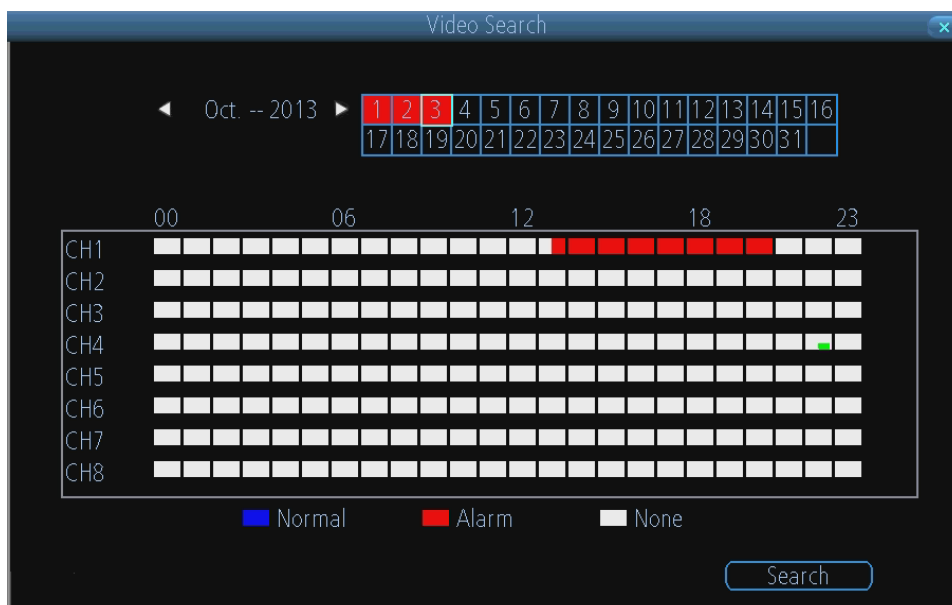 Video Search
Oct. -- 2013
1 2 3 4 5 6 7 8 9 10 11 12 13 14 15 16
17 18 19 20 21 22 23 24 25 26 27 28 29 30 31
00 06 12 18 23
CH1
CH2
CH3
CH4
CH5
CH6
CH7
CH8
Normal Alarm None
Search